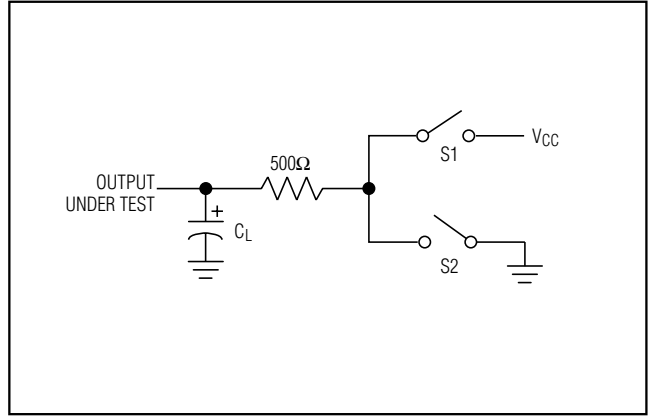 500Ω
OUTPUT
UNDER TEST
+
CL
S1
VCC
S2